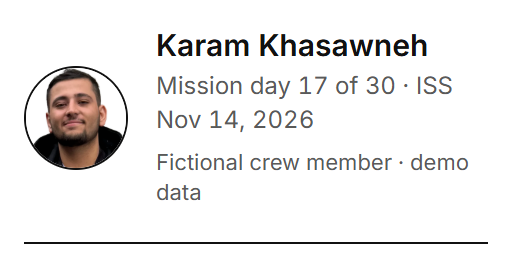 Karam Khasawneh
Mission day 17 of 30 · ISS
Nov 14, 2026
Fictional crew member · demo
data